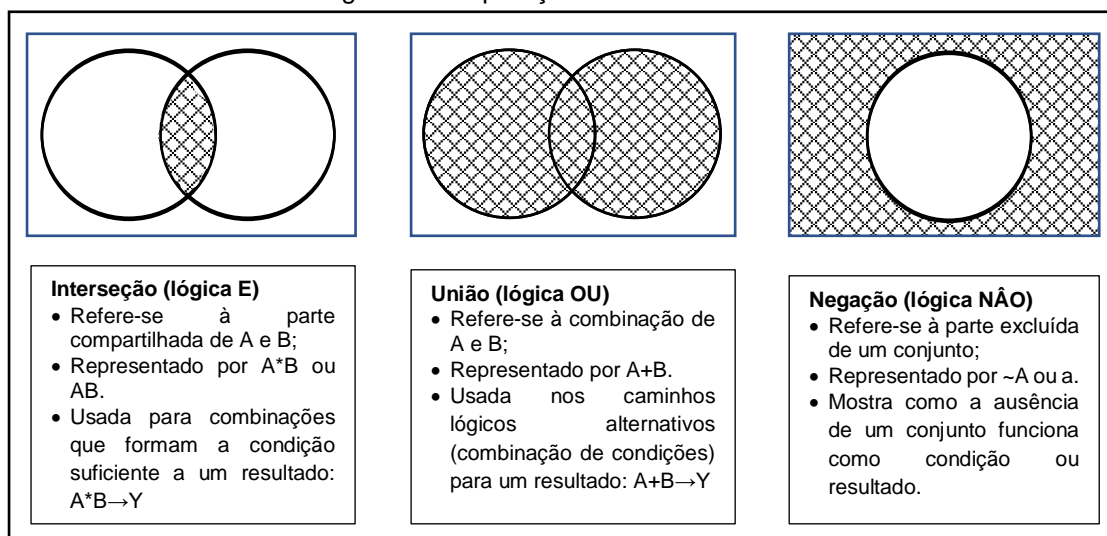 Interseção (lógica E)
• Refere-se à parte
compartilhada de A e B;
• Representado por A*B ou
AB.
• Usada para combinações
que formam a condição
suficiente a um resultado:
A*B→Y
União (lógica OU)
• Refere-se à combinação de
A e B;
• Representado por A+B.
• Usada nos caminhos
lógicos alternativos
(combinação de condições)
para um resultado: A+B→Y
Negação (lógica NÂO)
• Refere-se à parte excluída
de um conjunto;
• Representado por ~A ou a.
• Mostra como a ausência
de um conjunto funciona
como condição ou
resultado.